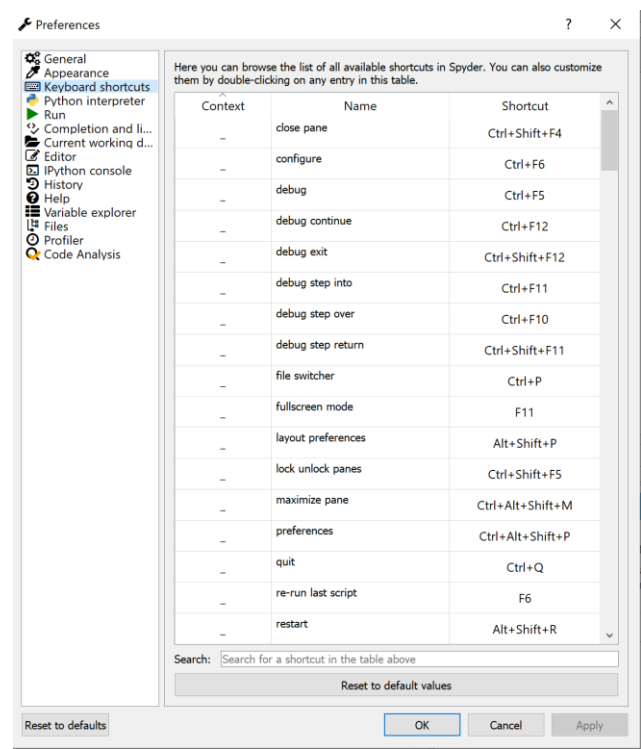 Preferences
?
General
Appearance
Keyboard shortcuts
Python interpreter
Run
Completion and li...
Current working d...
Editor
IPython console
History
Help
Variable explorer
Files
Profiler
Code Analysis
Here you can browse the list of all available shortcuts in Spyder. You can also customize
them by double-clicking on any entry in this table.
Context Name Shortcut
_ close pane Ctrl+Shift+F4
_ configure Ctrl+F6
_ debug Ctrl+F5
_ debug continue Ctrl+F12
_ debug exit Ctrl+Shift+F12
_ debug step into Ctrl+F11
_ debug step over Ctrl+F10
_ debug step return Ctrl+Shift+F11
_ file switcher Ctrl+P
_ fullscreen mode F11
_ layout preferences Alt+Shift+P
_ lock unlock panes Ctrl+Shift+F5
_ maximize pane Ctrl+Alt+Shift+M
_ preferences Ctrl+Alt+Shift+P
_ quit Ctrl+Q
_ re-run last script F6
_ restart Alt+Shift+R
Search: Search for a shortcut in the table above
Reset to default values
Reset to defaults OK Cancel Apply